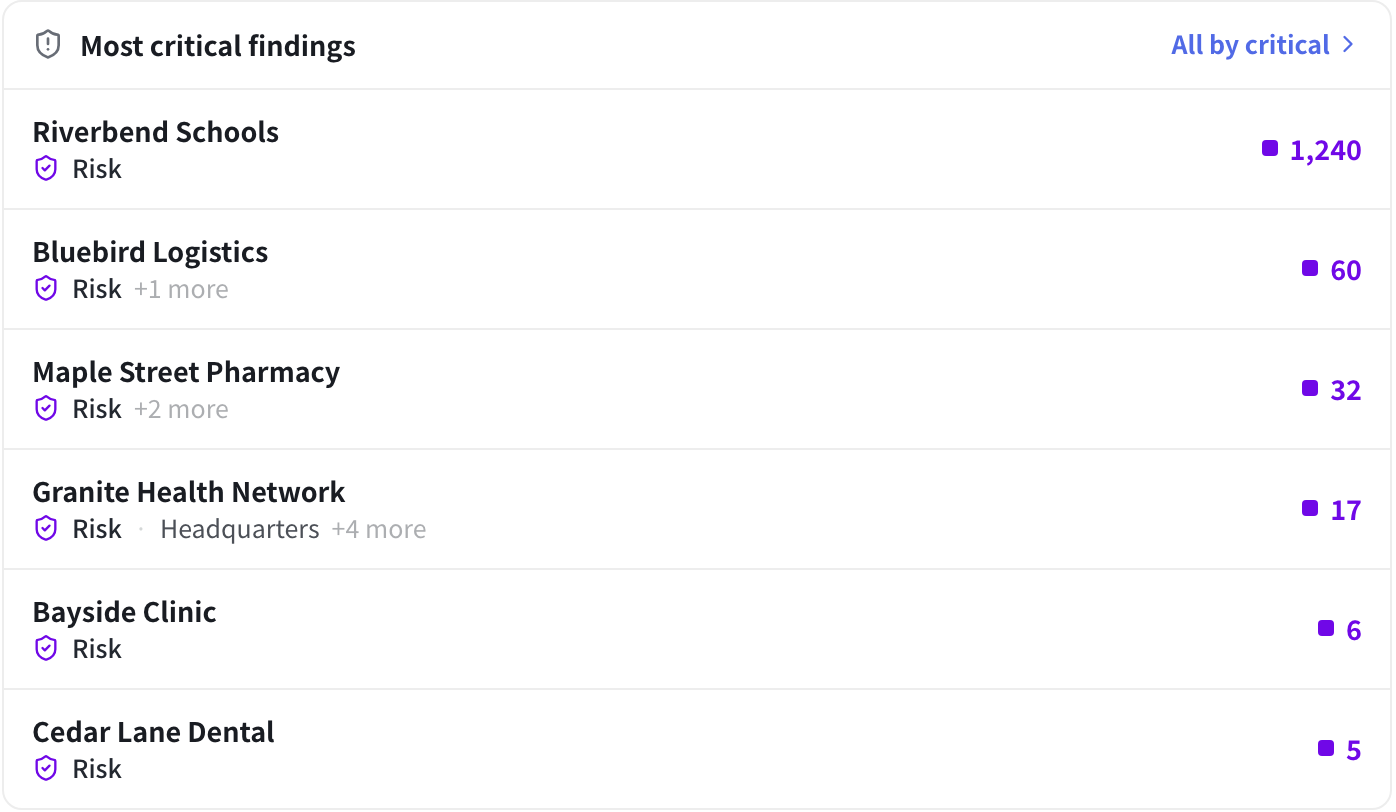 Most critical findings
All by critical
Riverbend Schools
Risk
1,240
Bluebird Logistics
Risk +1 more
60
Maple Street Pharmacy
Risk +2 more
32
Granite Health Network
Risk · Headquarters +4 more
17
Bayside Clinic
Risk
6
Cedar Lane Dental
Risk
5